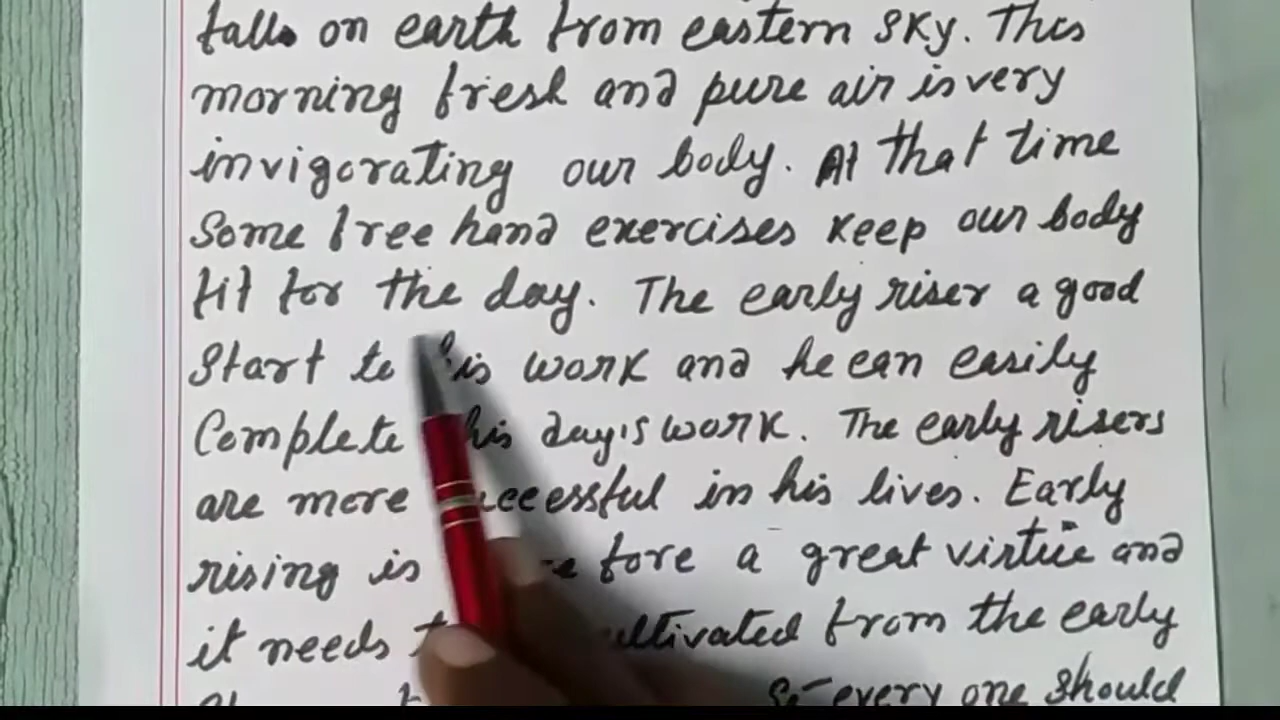 falls on earth from eastern sky. This
morning fresh and pure air is very
invigorating our body. At that time
Some free hand exercises keep our body
fit for the day. The early riser a good
Start to his work and he can easily
Complete his day's work. The early risers
are more successful in his lives. Early
rising is fore a great virtue and
it needs cultivated from the early
So every one should